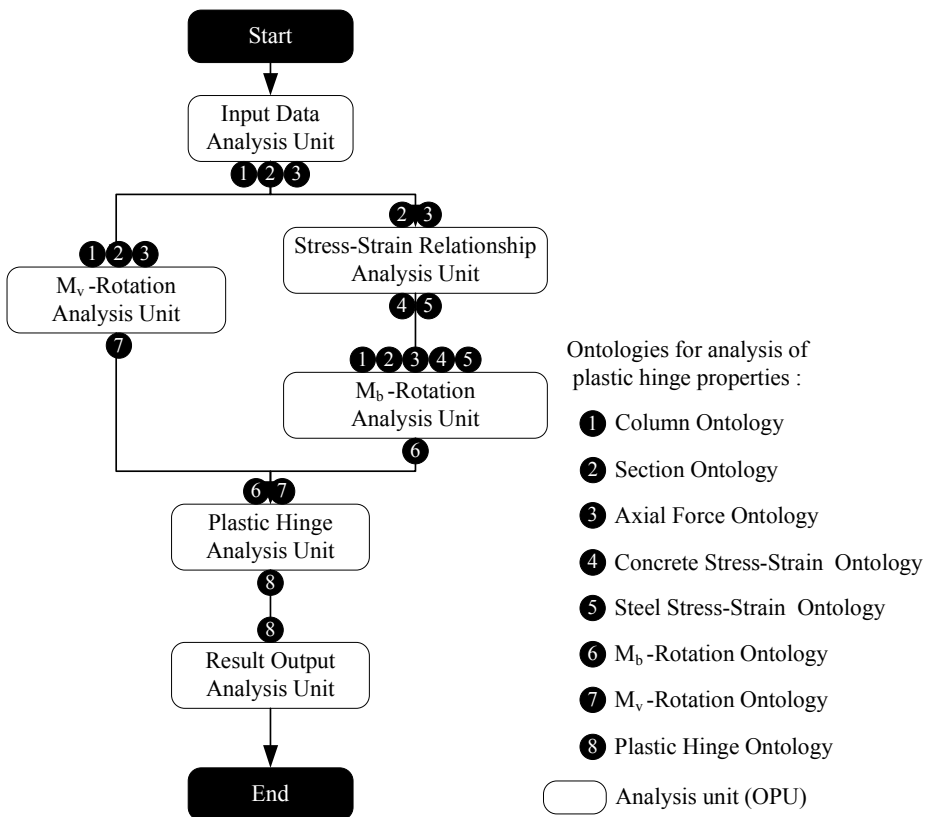 Start
Input Data
Analysis Unit
1 2 3
2 3
Stress-Strain Relationship
Analysis Unit
4 5
1 2 3
Mv-Rotation
Analysis Unit
7
1 2 3 4 5
Mb-Rotation
Analysis Unit
6
6 7
Plastic Hinge
Analysis Unit
8
8
Result Output
Analysis Unit
End
Ontologies for analysis of
plastic hinge properties :
1 Column Ontology
2 Section Ontology
3 Axial Force Ontology
4 Concrete Stress-Strain Ontology
5 Steel Stress-Strain Ontology
6 Mb-Rotation Ontology
7 Mv-Rotation Ontology
8 Plastic Hinge Ontology
Analysis unit (OPU)